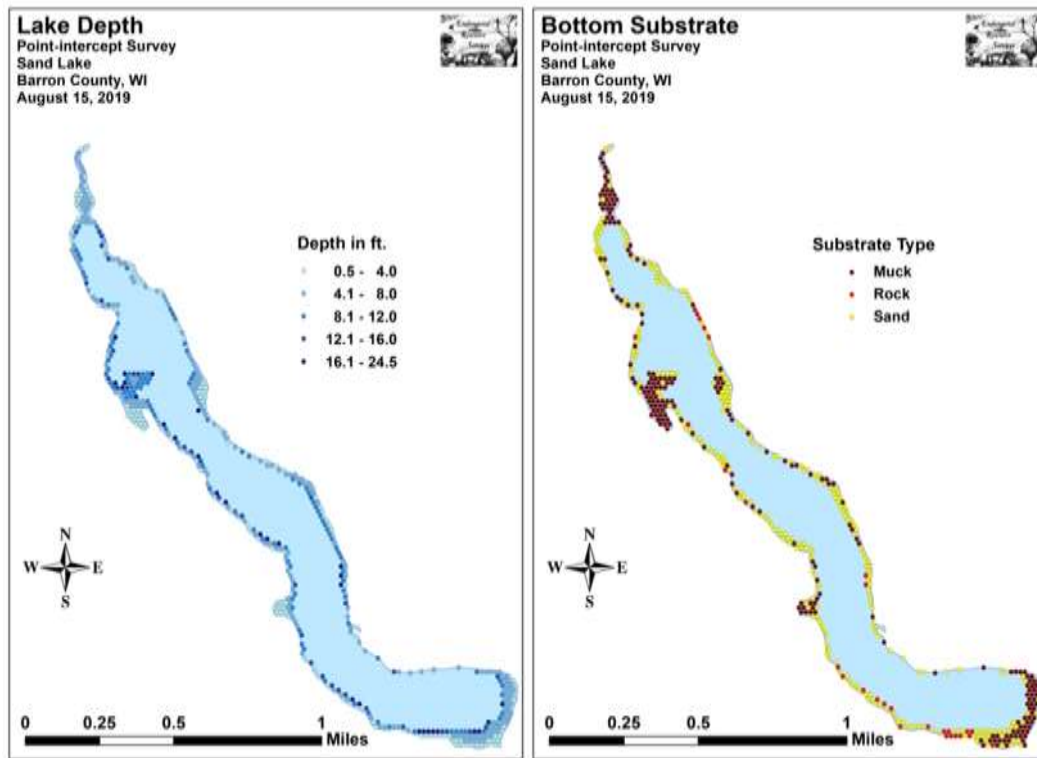 Lake Depth
Point-intercept Survey
Sand Lake
Barron County, WI
August 15, 2019
Depth in ft.
0.5 - 4.0
4.1 - 8.0
8.1 - 12.0
12.1 - 16.0
16.1 - 24.5
N
W E
S
0 0.25 0.5 1
Miles
Bottom Substrate
Point-intercept Survey
Sand Lake
Barron County, WI
August 15, 2019
Substrate Type
Muck
Rock
Sand
N
W E
S
0 0.25 0.5 1
Miles